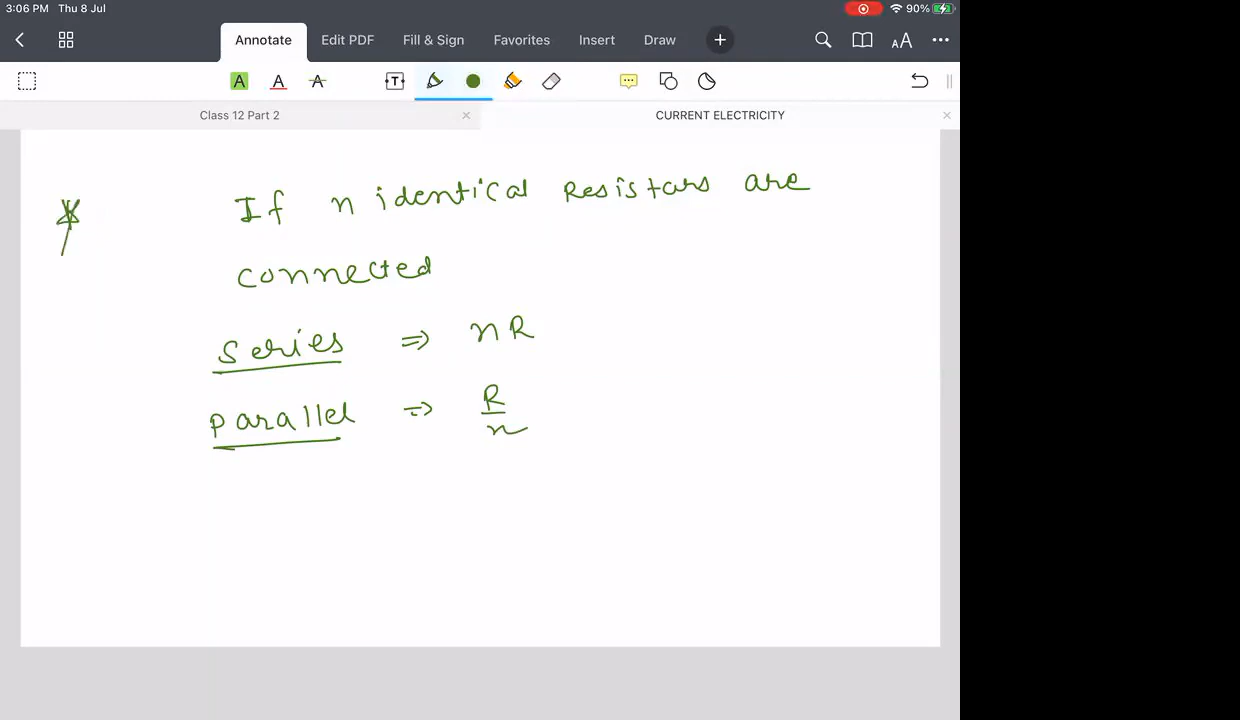 3:06 PM Thu 8 Jul 90%
Annotate Edit PDF Fill & Sign Favorites Insert Draw
Class 12 Part 2 CURRENT ELECTRICITY
If n identical Resistars are
connected
series ⇒ nR
parallel ⇒ R/n